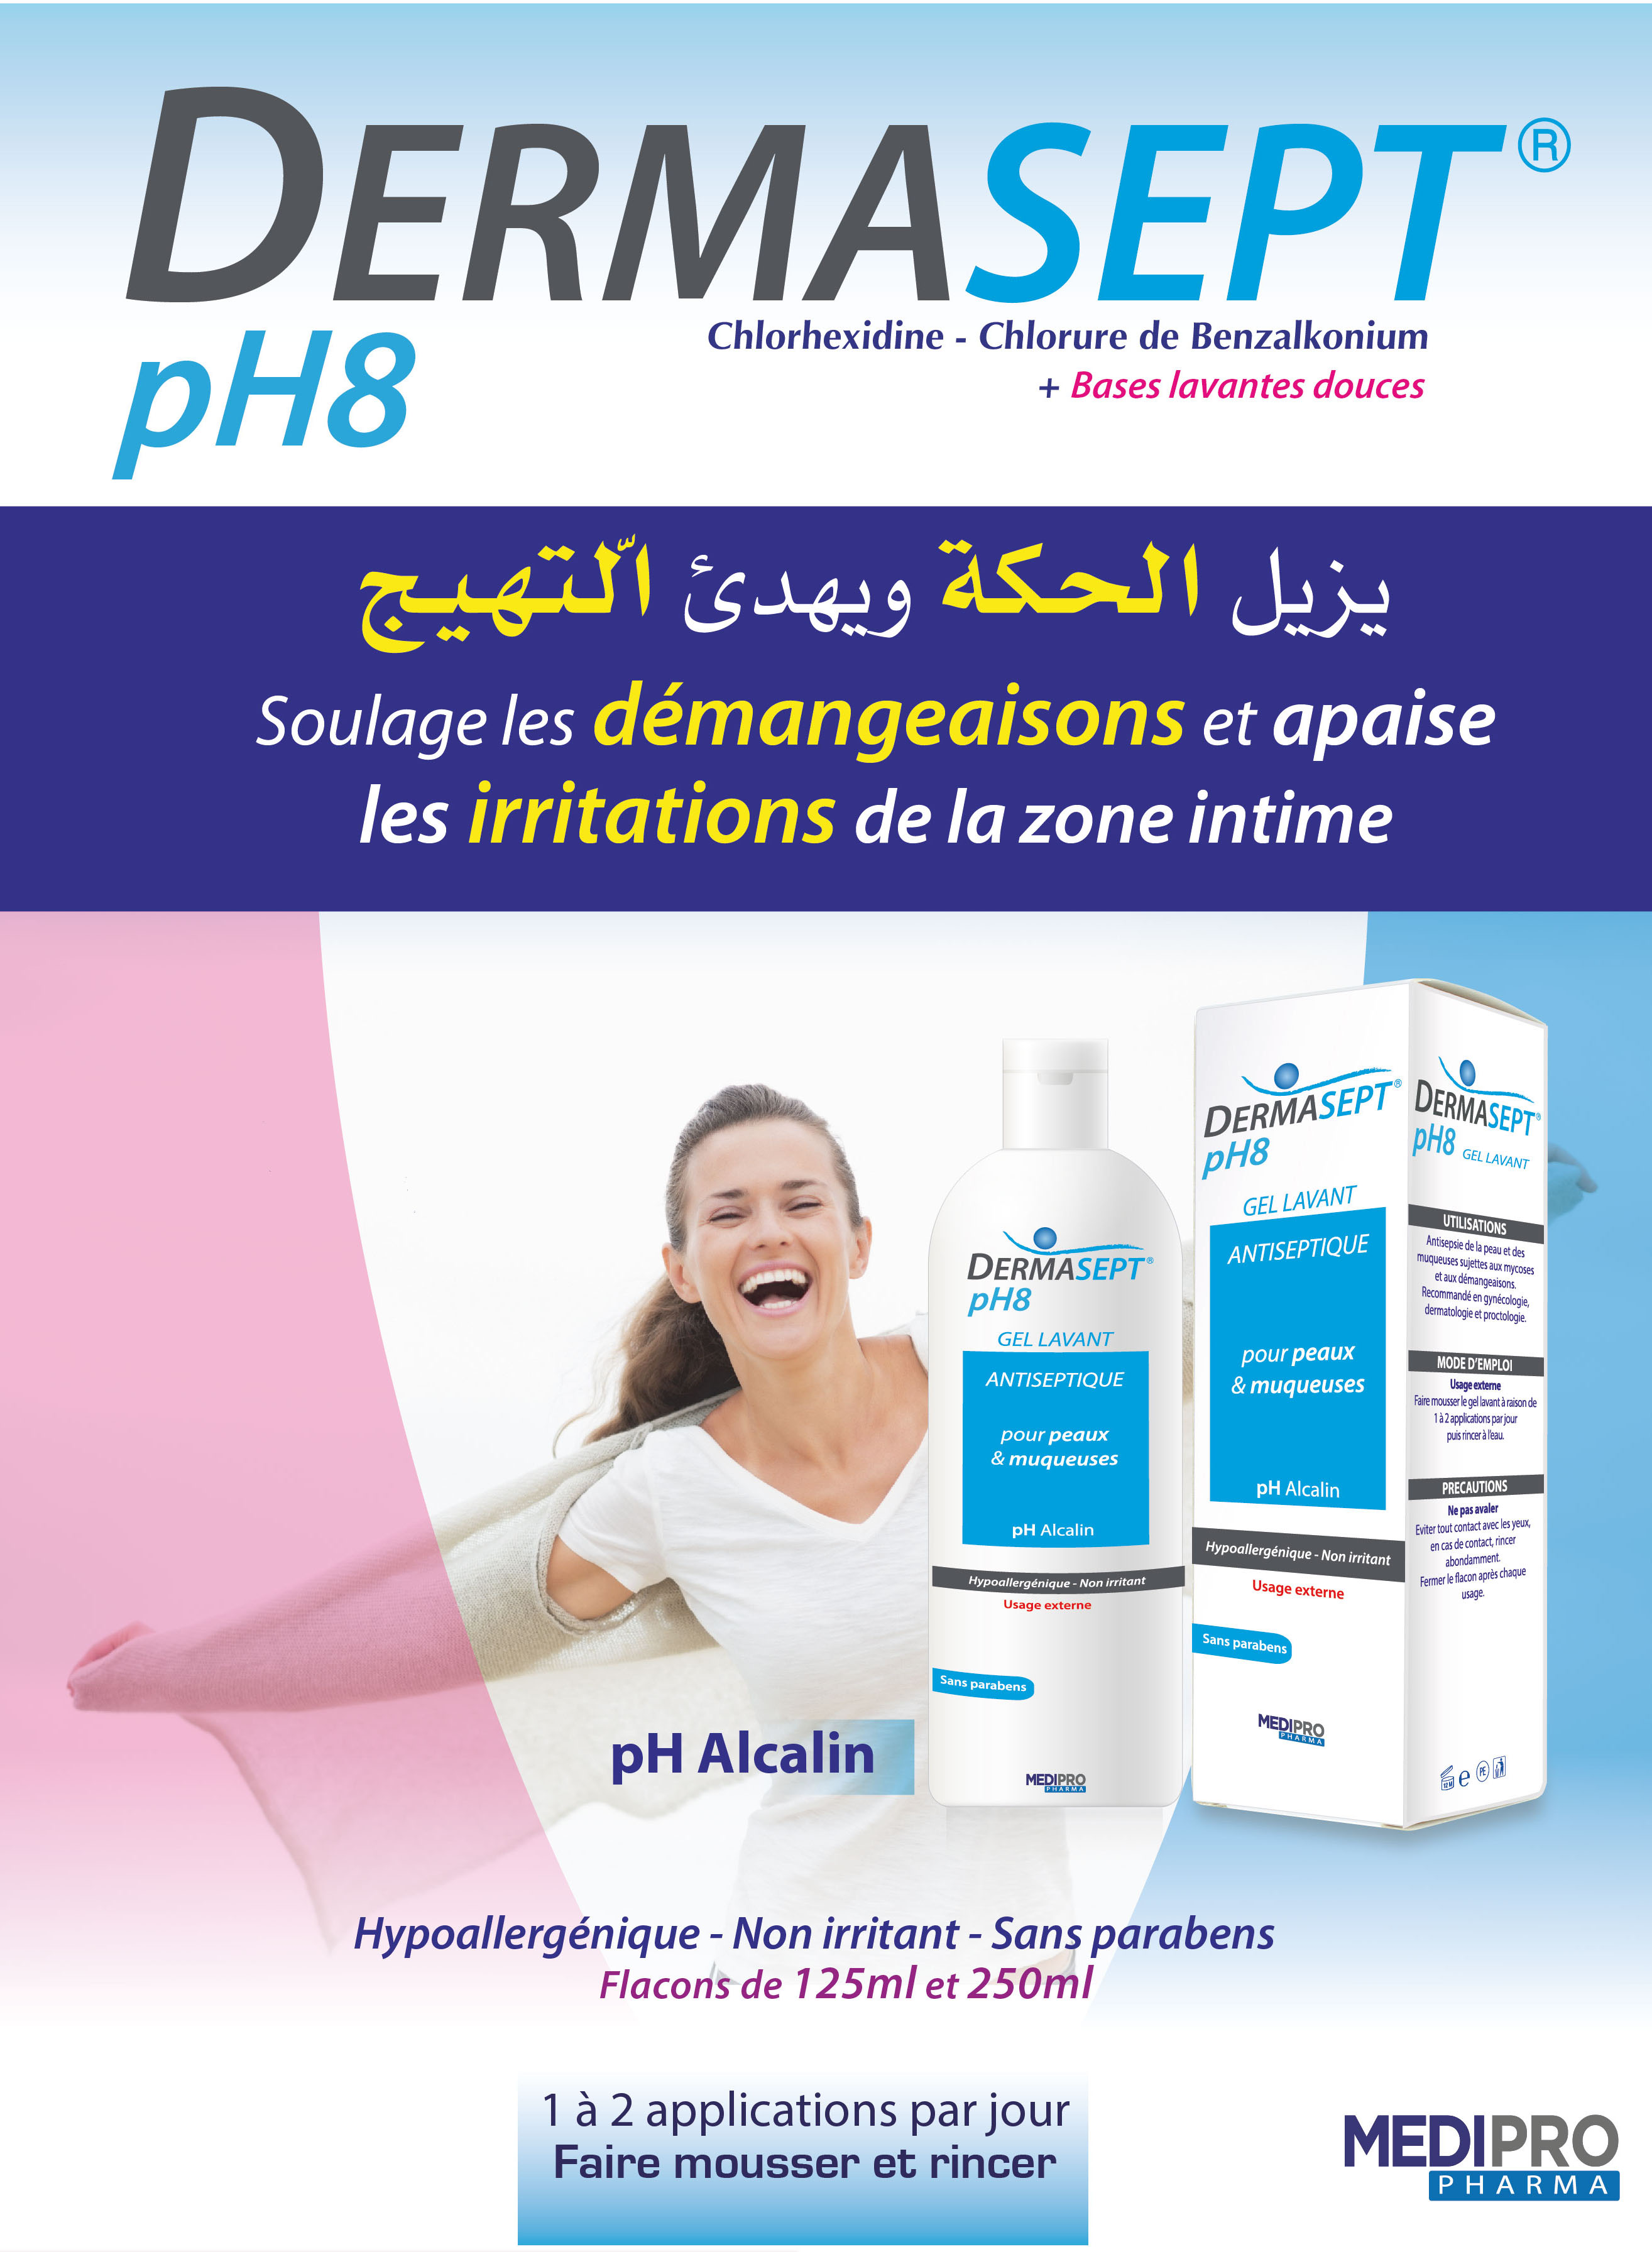 DERMASEPT®
pH8
Chlorhexidine - Chlorure de Benzalkonium
+ Bases lavantes douces
يزيل الحكة ويهدئ التّهيج
Soulage les démangeaisons et apaise
les irritations de la zone intime
DERMASEPT®
pH8
GEL LAVANT
ANTISEPTIQUE
pour peaux
& muqueuses
pH Alcalin
Hypoallergénique - Non irritant
Usage externe
Sans parabens
MEDIPRO
PHARMA
DERMASEPT®
pH8
GEL LAVANT
ANTISEPTIQUE
pour peaux
& muqueuses
pH Alcalin
Hypoallergénique - Non irritant
Usage externe
Sans parabens
MEDIPRO
PHARMA
DERMASEPT®
pH8 GEL LAVANT
UTILISATIONS
Antisepsie de la peau et des
muqueuses sujettes aux mycoses
et aux démangeaisons.
Recommandé en gynécologie,
dermatologie et proctologie.
MODE D'EMPLOI
Usage externe
Faire mousser le gel lavant à raison de
1 à 2 applications par jour
puis rincer à l'eau.
PRECAUTIONS
Ne pas avaler
Eviter tout contact avec les yeux,
en cas de contact, rincer
abondamment.
Fermer le flacon après chaque
usage.
12 M e PE
pH Alcalin
Hypoallergénique - Non irritant - Sans parabens
Flacons de 125ml et 250ml
1 à 2 applications par jour
Faire mousser et rincer
MEDIPRO
PHARMA